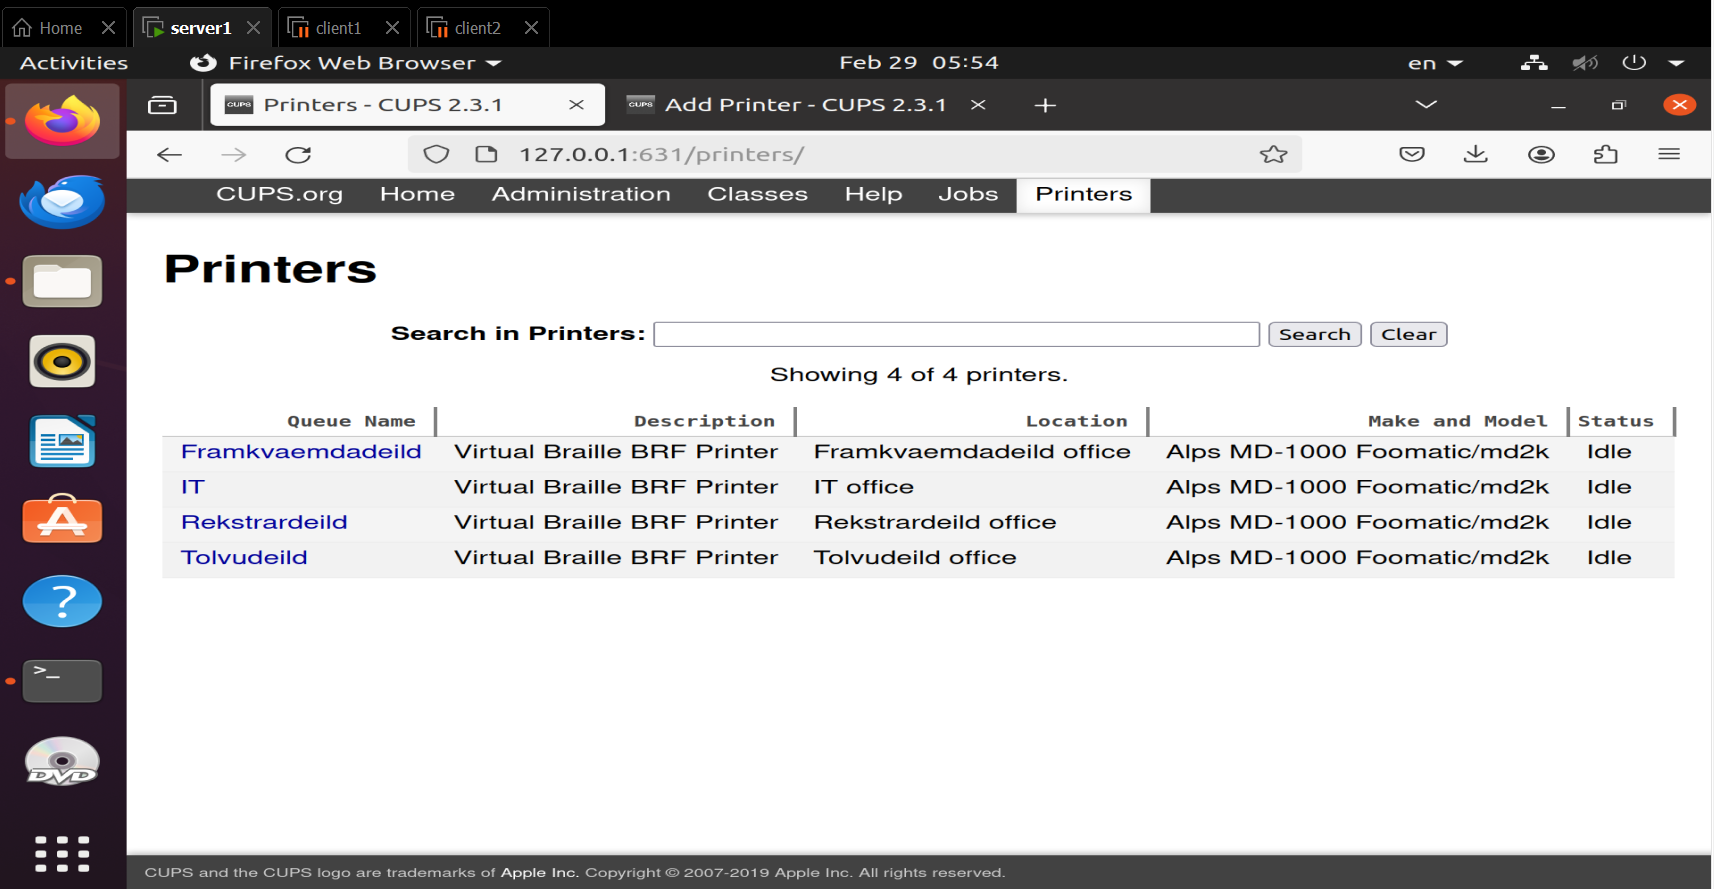 Home server1 client1 client2
Activities Firefox Web Browser Feb 29 05:54 en
CUPS Printers - CUPS 2.3.1 CUPS Add Printer - CUPS 2.3.1
127.0.0.1:631/printers/
CUPS.org Home Administration Classes Help Jobs Printers
Printers
Search in Printers: Search Clear
Showing 4 of 4 printers.
Queue Name Description Location Make and Model Status
Framkvaemdadeild Virtual Braille BRF Printer Framkvaemdadeild office Alps MD-1000 Foomatic/md2k Idle
IT Virtual Braille BRF Printer IT office Alps MD-1000 Foomatic/md2k Idle
Rekstrardeild Virtual Braille BRF Printer Rekstrardeild office Alps MD-1000 Foomatic/md2k Idle
Tolvudeild Virtual Braille BRF Printer Tolvudeild office Alps MD-1000 Foomatic/md2k Idle
>_
DVD
CUPS and the CUPS logo are trademarks of Apple Inc. Copyright © 2007-2019 Apple Inc. All rights reserved.